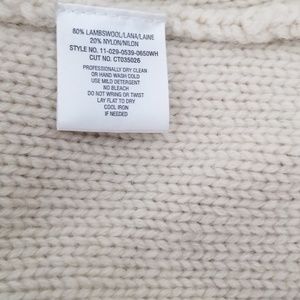 80% LAMBSWOOL/LANA/LAINE
20% NYLON/NILON
STYLE NO. 11-029-0539-0650WH
CUT NO. CT035026
PROFESSIONALLY DRY CLEAN
OR HAND WASH COLD
USE MILD DETERGENT
NO BLEACH
DO NOT WRING OR TWIST
LAY FLAT TO DRY
COOL IRON
IF NEEDED